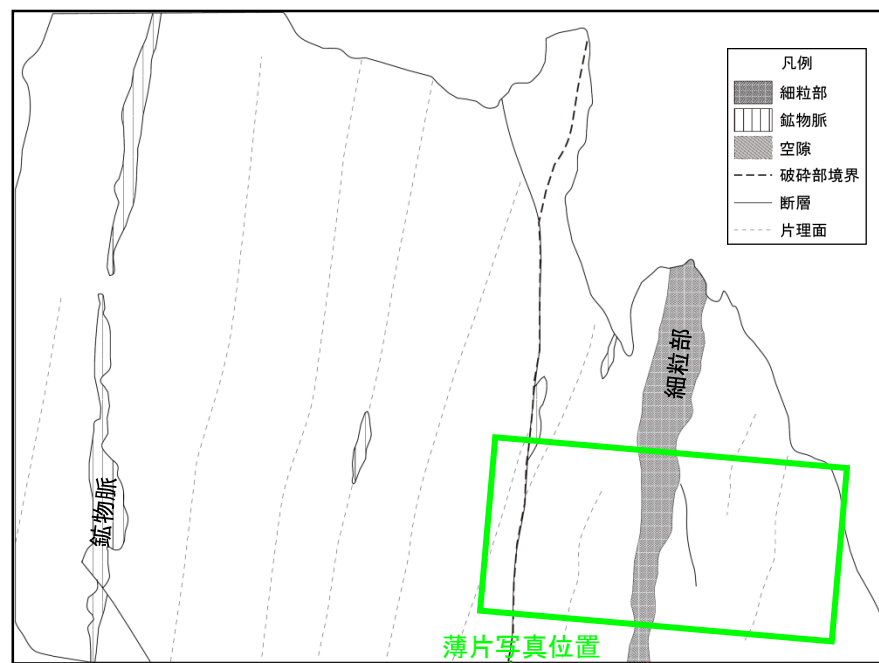 凡例
細粒部
鉱物脈
空隙
破砕部境界
断層
片理面
細粒部
鉱物脈
薄片写真位置